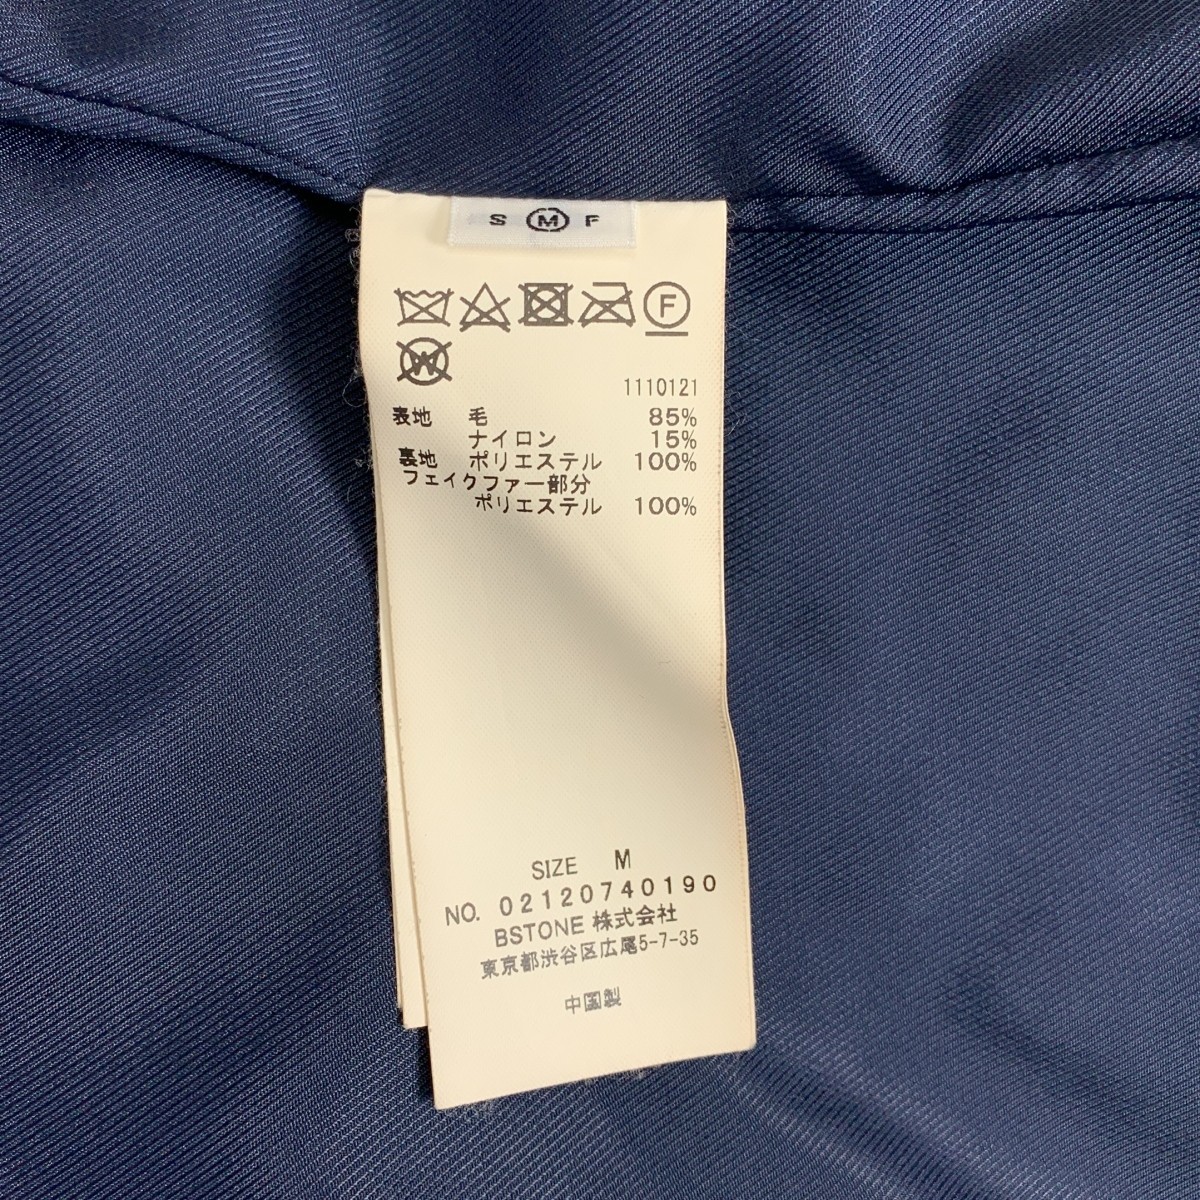 S M F
F
W
1110121
表地 毛 85%
ナイロン 15%
裏地 ポリエステル 100%
フェイクファー部分
ポリエステル 100%
SIZE M
NO. 02120740190
BSTONE 株式会社
東京都渋谷区広尾5-7-35
中国製